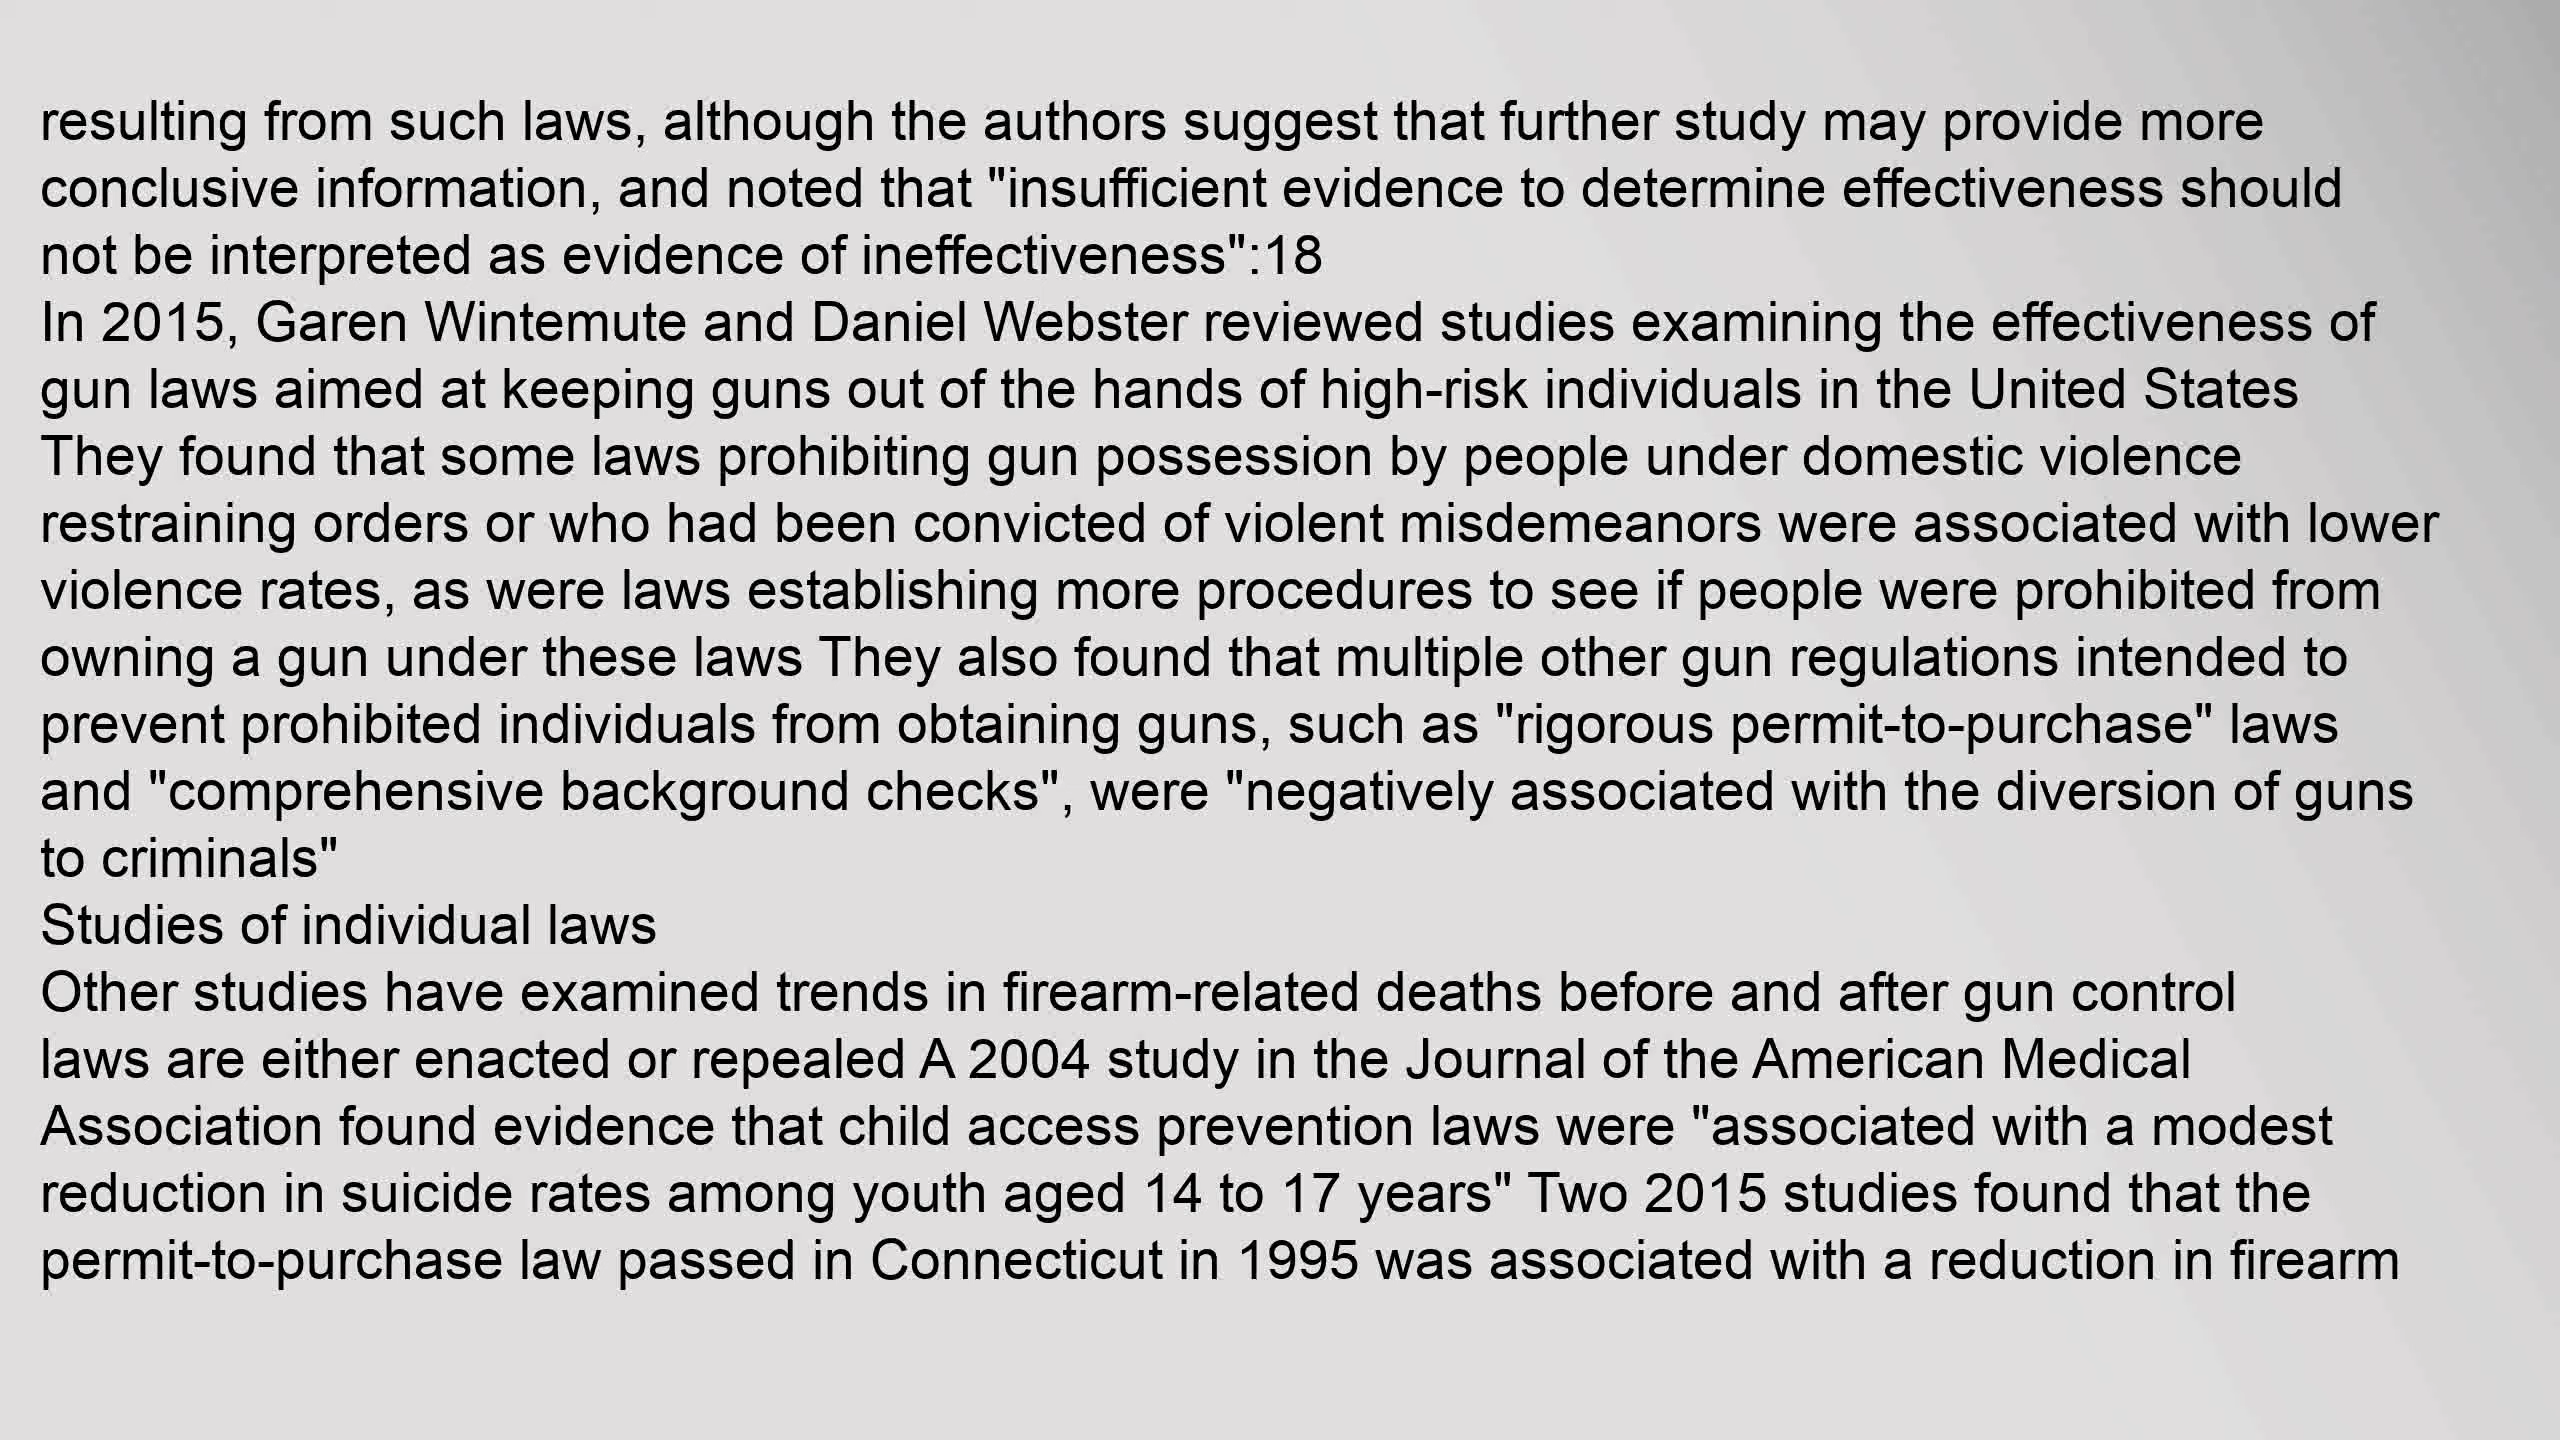 resulting from such laws, although the authors suggest that further study may provide more
conclusive information, and noted that "insufficient evidence to determine effectiveness should
not be interpreted as evidence of ineffectiveness":18
In 2015, Garen Wintemute and Daniel Webster reviewed studies examining the effectiveness of
gun laws aimed at keeping guns out of the hands of high-risk individuals in the United States
They found that some laws prohibiting gun possession by people under domestic violence
restraining orders or who had been convicted of violent misdemeanors were associated with lower
violence rates, as were laws establishing more procedures to see if people were prohibited from
owning a gun under these laws They also found that multiple other gun regulations intended to
prevent prohibited individuals from obtaining guns, such as "rigorous permit-to-purchase" laws
and "comprehensive background checks", were "negatively associated with the diversion of guns
to criminals"
Studies of individual laws
Other studies have examined trends in firearm-related deaths before and after gun control
laws are either enacted or repealed A 2004 study in the Journal of the American Medical
Association found evidence that child access prevention laws were "associated with a modest
reduction in suicide rates among youth aged 14 to 17 years" Two 2015 studies found that the
permit-to-purchase law passed in Connecticut in 1995 was associated with a reduction in firearm